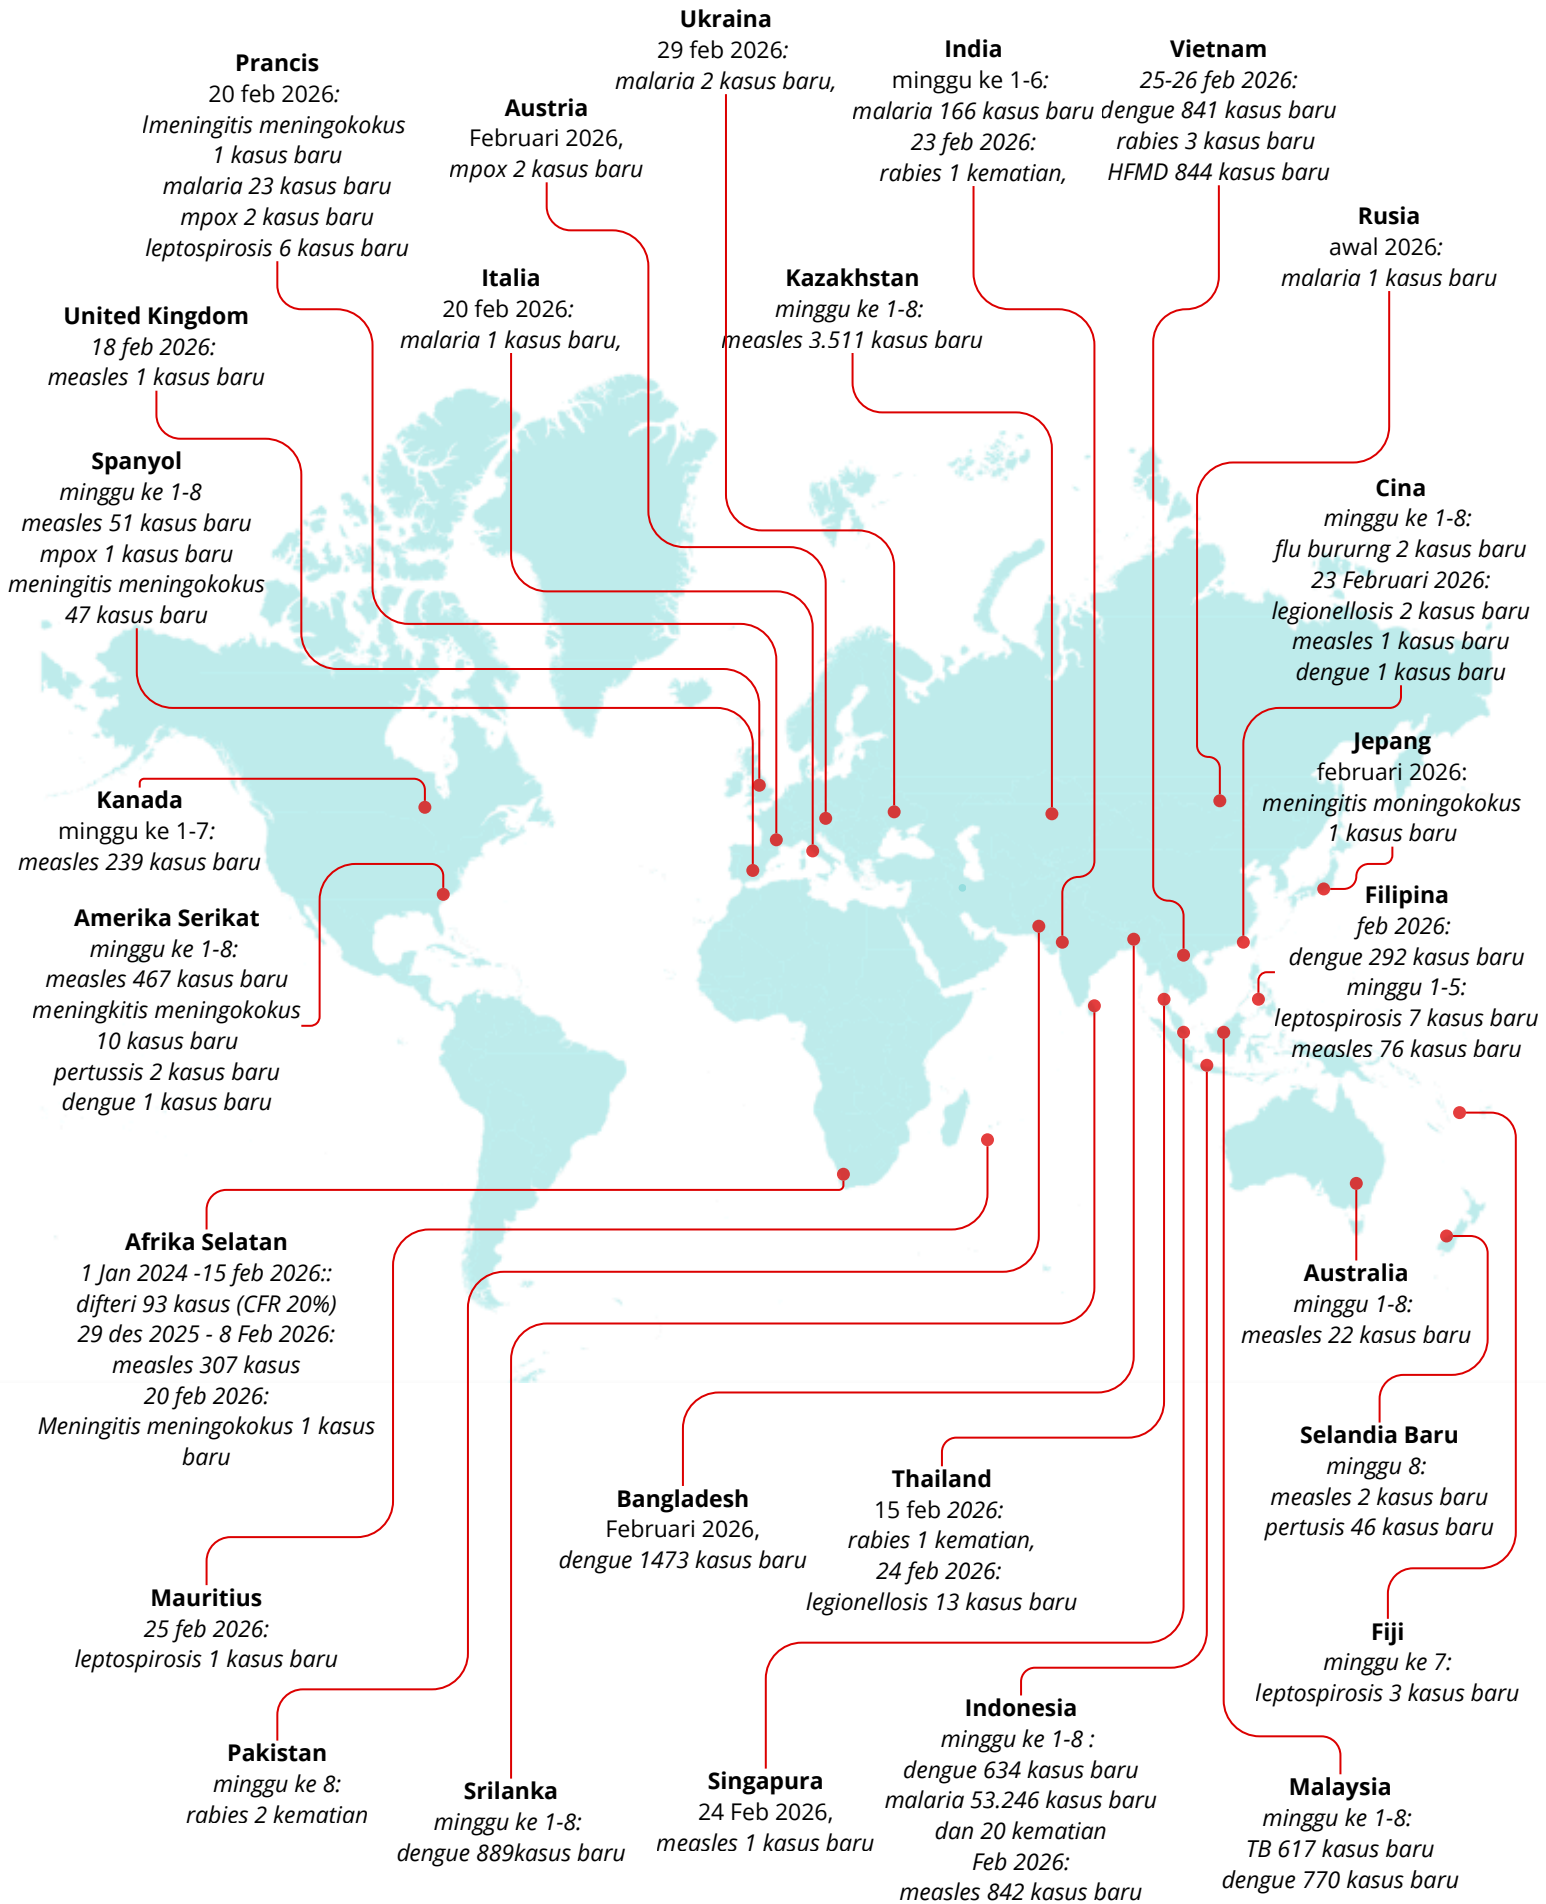 Ukraina
29 feb 2026:
malaria 2 kasus baru,
India
minggu ke 1-6:
malaria 166 kasus baru
23 feb 2026:
rabies 1 kematian,
Vietnam
25-26 feb 2026:
dengue 841 kasus baru
rabies 3 kasus baru
HFMD 844 kasus baru
Prancis
20 feb 2026:
lmeningitis meningokokus
1 kasus baru
malaria 23 kasus baru
mpox 2 kasus baru
leptospirosis 6 kasus baru
Austria
Februari 2026,
mpox 2 kasus baru
Rusia
awal 2026:
malaria 1 kasus baru
Italia
20 feb 2026:
malaria 1 kasus baru,
Kazakhstan
minggu ke 1-8:
measles 3.511 kasus baru
United Kingdom
18 feb 2026:
measles 1 kasus baru
Spanyol
minggu ke 1-8
measles 51 kasus baru
mpox 1 kasus baru
meningitis meningokokus
47 kasus baru
Cina
minggu ke 1-8:
flu bururng 2 kasus baru
23 Februari 2026:
legionellosis 2 kasus baru
measles 1 kasus baru
dengue 1 kasus baru
Jepang
februari 2026:
meningitis moningokokus
1 kasus baru
Kanada
minggu ke 1-7:
measles 239 kasus baru
Filipina
feb 2026:
dengue 292 kasus baru
minggu 1-5:
leptospirosis 7 kasus baru
measles 76 kasus baru
Amerika Serikat
minggu ke 1-8:
measles 467 kasus baru
meningkitis meningokokus
10 kasus baru
pertussis 2 kasus baru
dengue 1 kasus baru
Afrika Selatan
1 Jan 2024 -15 feb 2026::
difteri 93 kasus (CFR 20%)
29 des 2025 - 8 Feb 2026:
measles 307 kasus
20 feb 2026:
Meningitis meningokokus 1 kasus
baru
Australia
minggu 1-8:
measles 22 kasus baru
Selandia Baru
minggu 8:
measles 2 kasus baru
pertusis 46 kasus baru
Bangladesh
Februari 2026,
dengue 1473 kasus baru
Thailand
15 feb 2026:
rabies 1 kematian,
24 feb 2026:
legionellosis 13 kasus baru
Mauritius
25 feb 2026:
leptospirosis 1 kasus baru
Fiji
minggu ke 7:
leptospirosis 3 kasus baru
Pakistan
minggu ke 8:
rabies 2 kematian
Srilanka
minggu ke 1-8:
dengue 889kasus baru
Singapura
24 Feb 2026,
measles 1 kasus baru
Indonesia
minggu ke 1-8 :
dengue 634 kasus baru
malaria 53.246 kasus baru
dan 20 kematian
Feb 2026:
measles 842 kasus baru
Malaysia
minggu ke 1-8:
TB 617 kasus baru
dengue 770 kasus baru